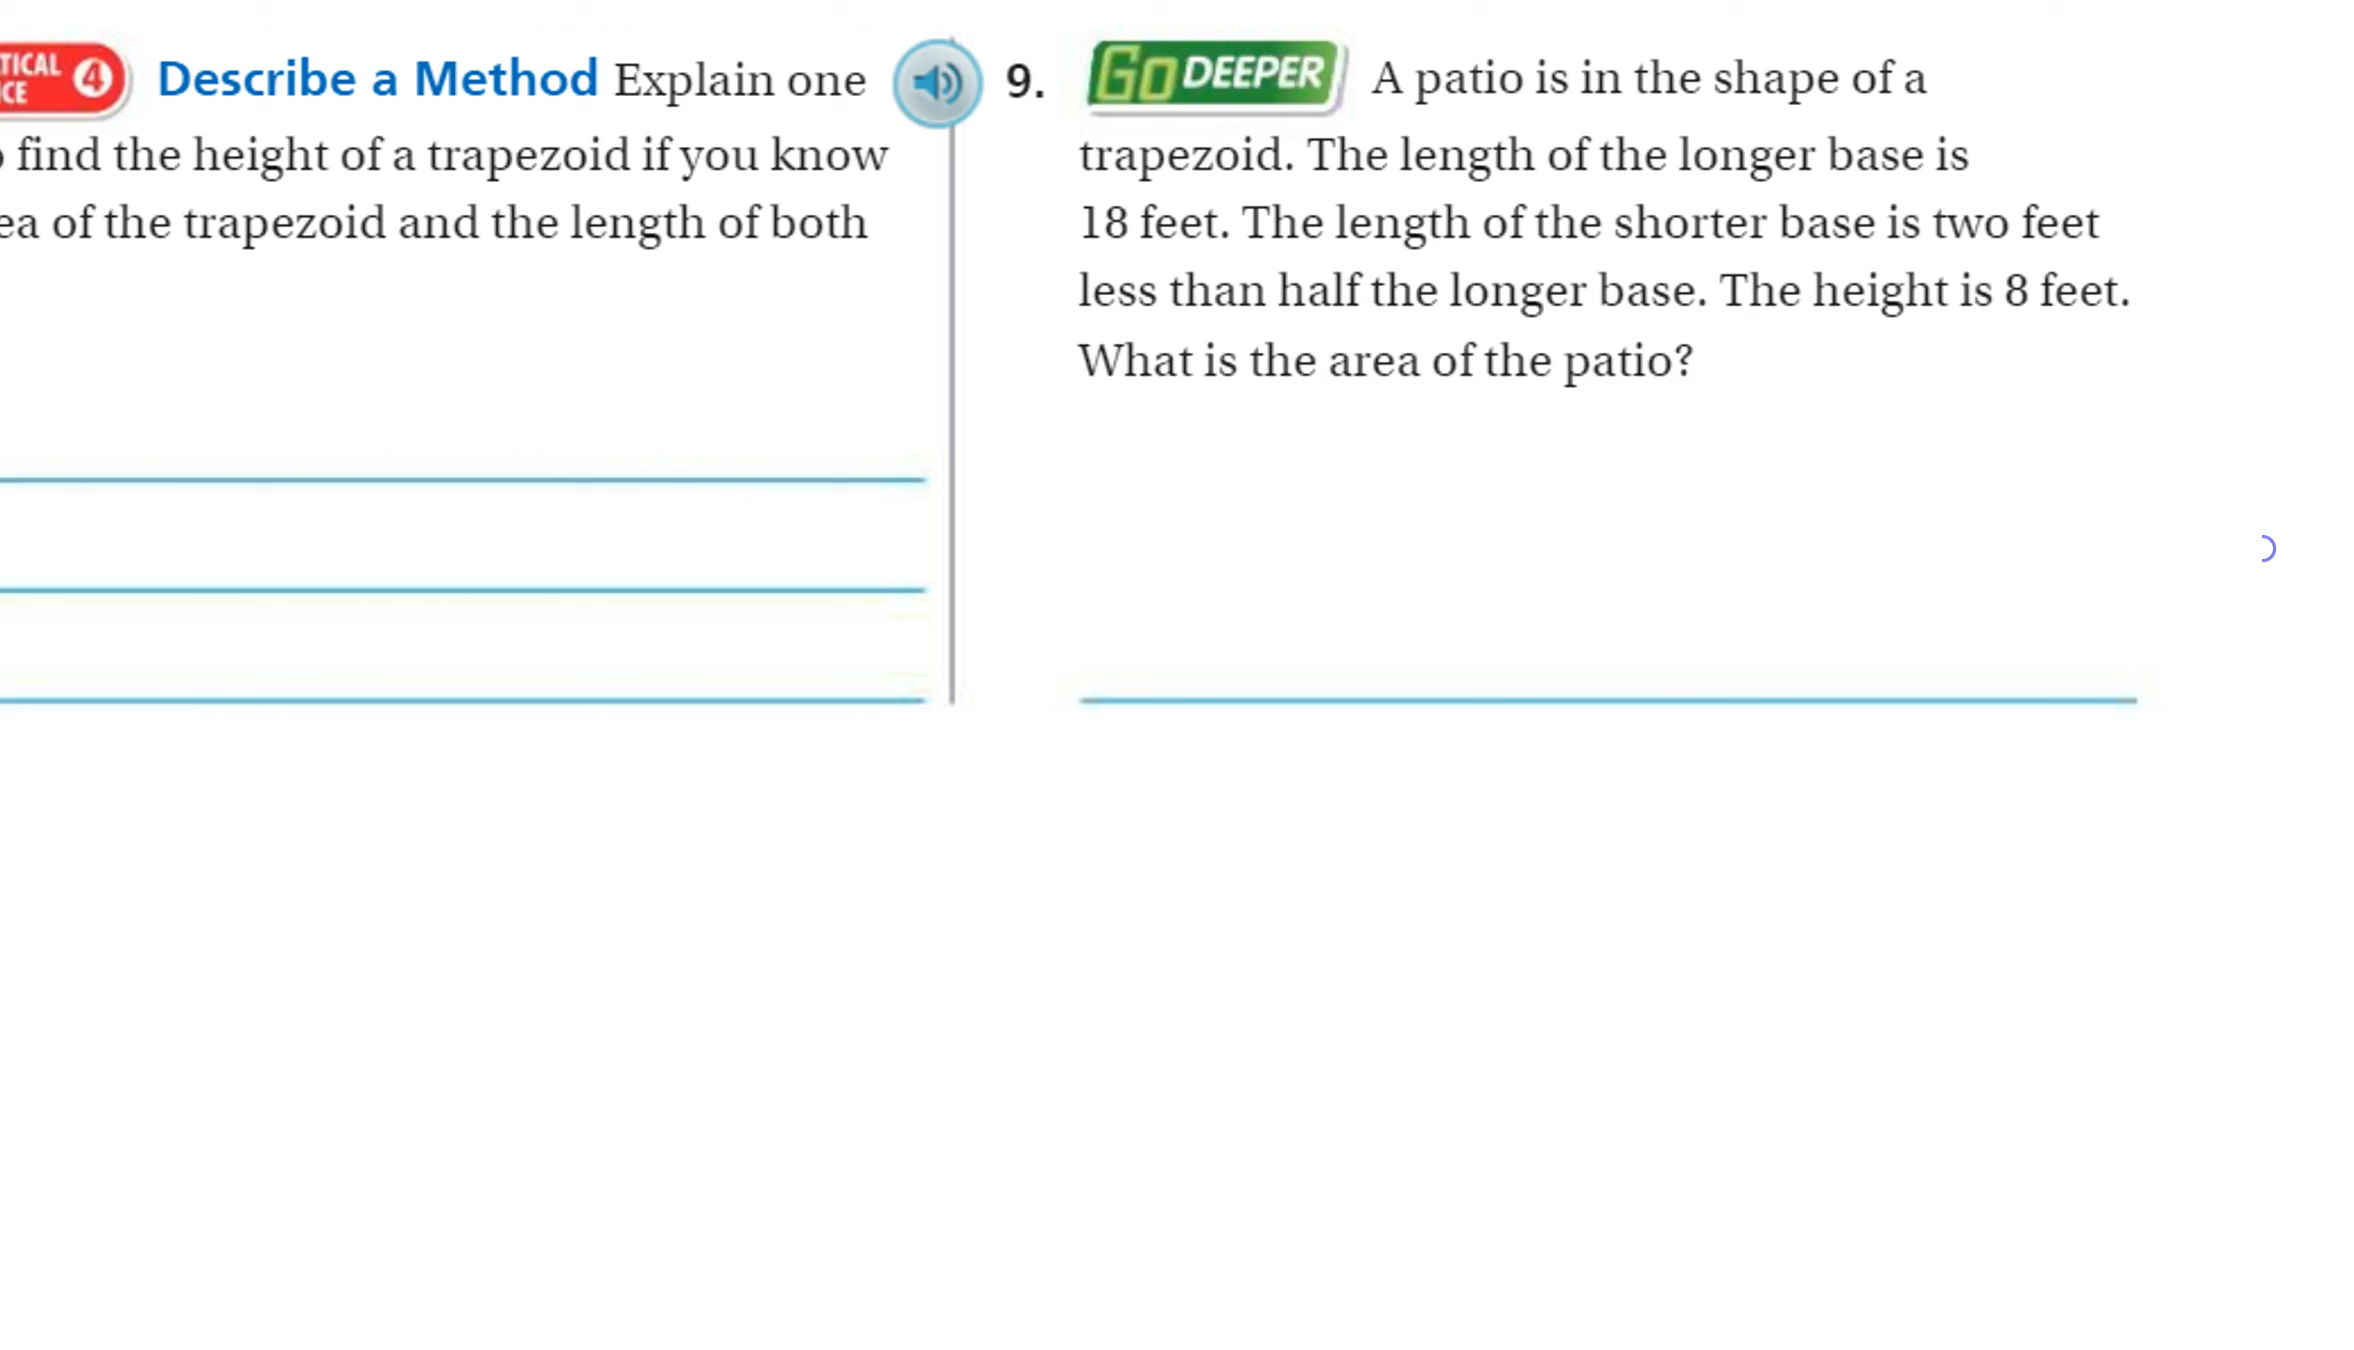 TICAL
CE 4 Describe a Method Explain one
find the height of a trapezoid if you know
ea of the trapezoid and the length of both
9. GO DEEPER A patio is in the shape of a
trapezoid. The length of the longer base is
18 feet. The length of the shorter base is two feet
less than half the longer base. The height is 8 feet.
What is the area of the patio?